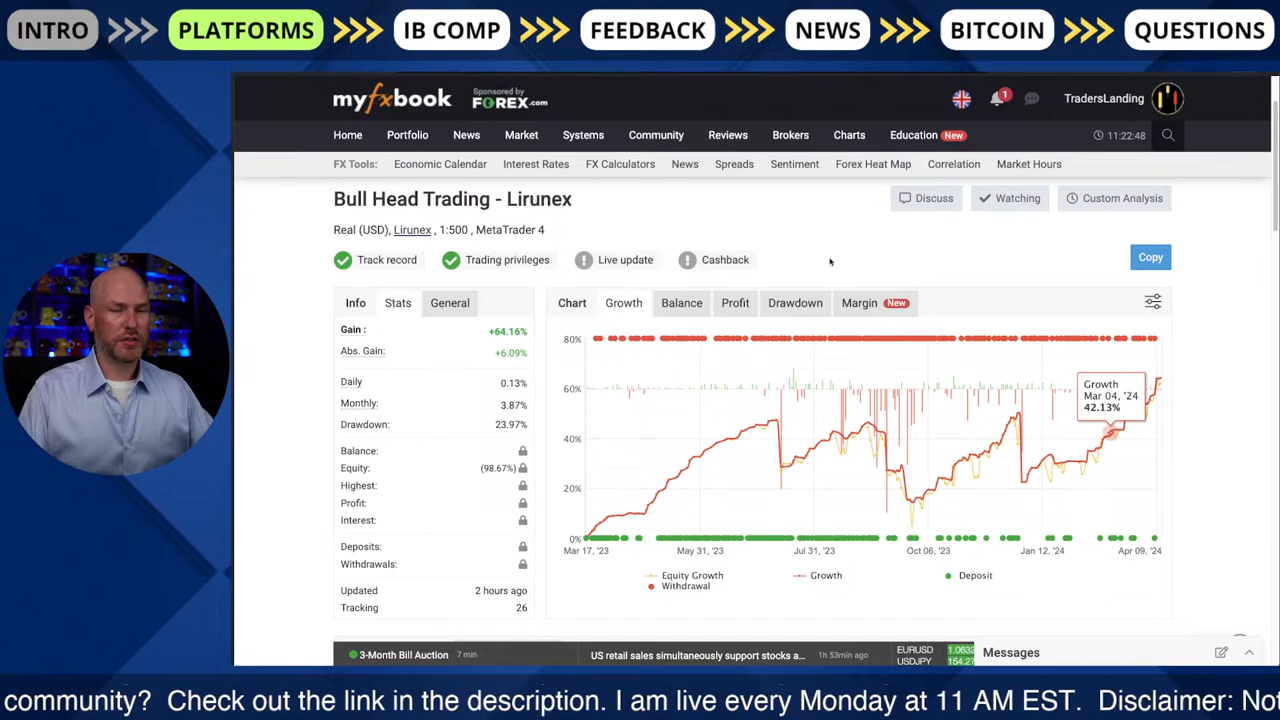 INTRO
PLATFORMS
IB COMP
FEEDBACK
NEWS
BITCOIN
QUESTIONS
myfxbook
Sponsored by
FOREX.com
1
TradersLanding
Home Portfolio News Market Systems Community Reviews Brokers Charts Education New
11:22:48
FX Tools: Economic Calendar Interest Rates FX Calculators News Spreads Sentiment Forex Heat Map Correlation Market Hours
Bull Head Trading - Lirunex
Discuss
Watching
Custom Analysis
Real (USD), Lirunex , 1:500 , MetaTrader 4
Track record
Trading privileges
Live update
Cashback
Copy
Info Stats General
Gain : +64.16%
Abs. Gain: +6.09%
Daily 0.13%
Monthly: 3.87%
Drawdown: 23.97%
Balance:
Equity: (98.67%)
Highest:
Profit:
Interest:
Deposits:
Withdrawals:
Updated 2 hours ago
Tracking 26
Chart Growth Balance Profit Drawdown Margin New
80%
60%
40%
20%
0%
Growth
Mar 04, '24
42.13%
Mar 17, '23 May 31, '23 Jul 31, '23 Oct 06, '23 Jan 12, '24 Apr 09, '24
Equity Growth Growth Deposit
Withdrawal
3-Month Bill Auction 7 min
US retail sales simultaneously support stocks a... 1h 53min ago
EURUSD 1.0632
USDJPY 154.27
Messages
community? Check out the link in the description. I am live every Monday at 11 AM EST. Disclaimer: No